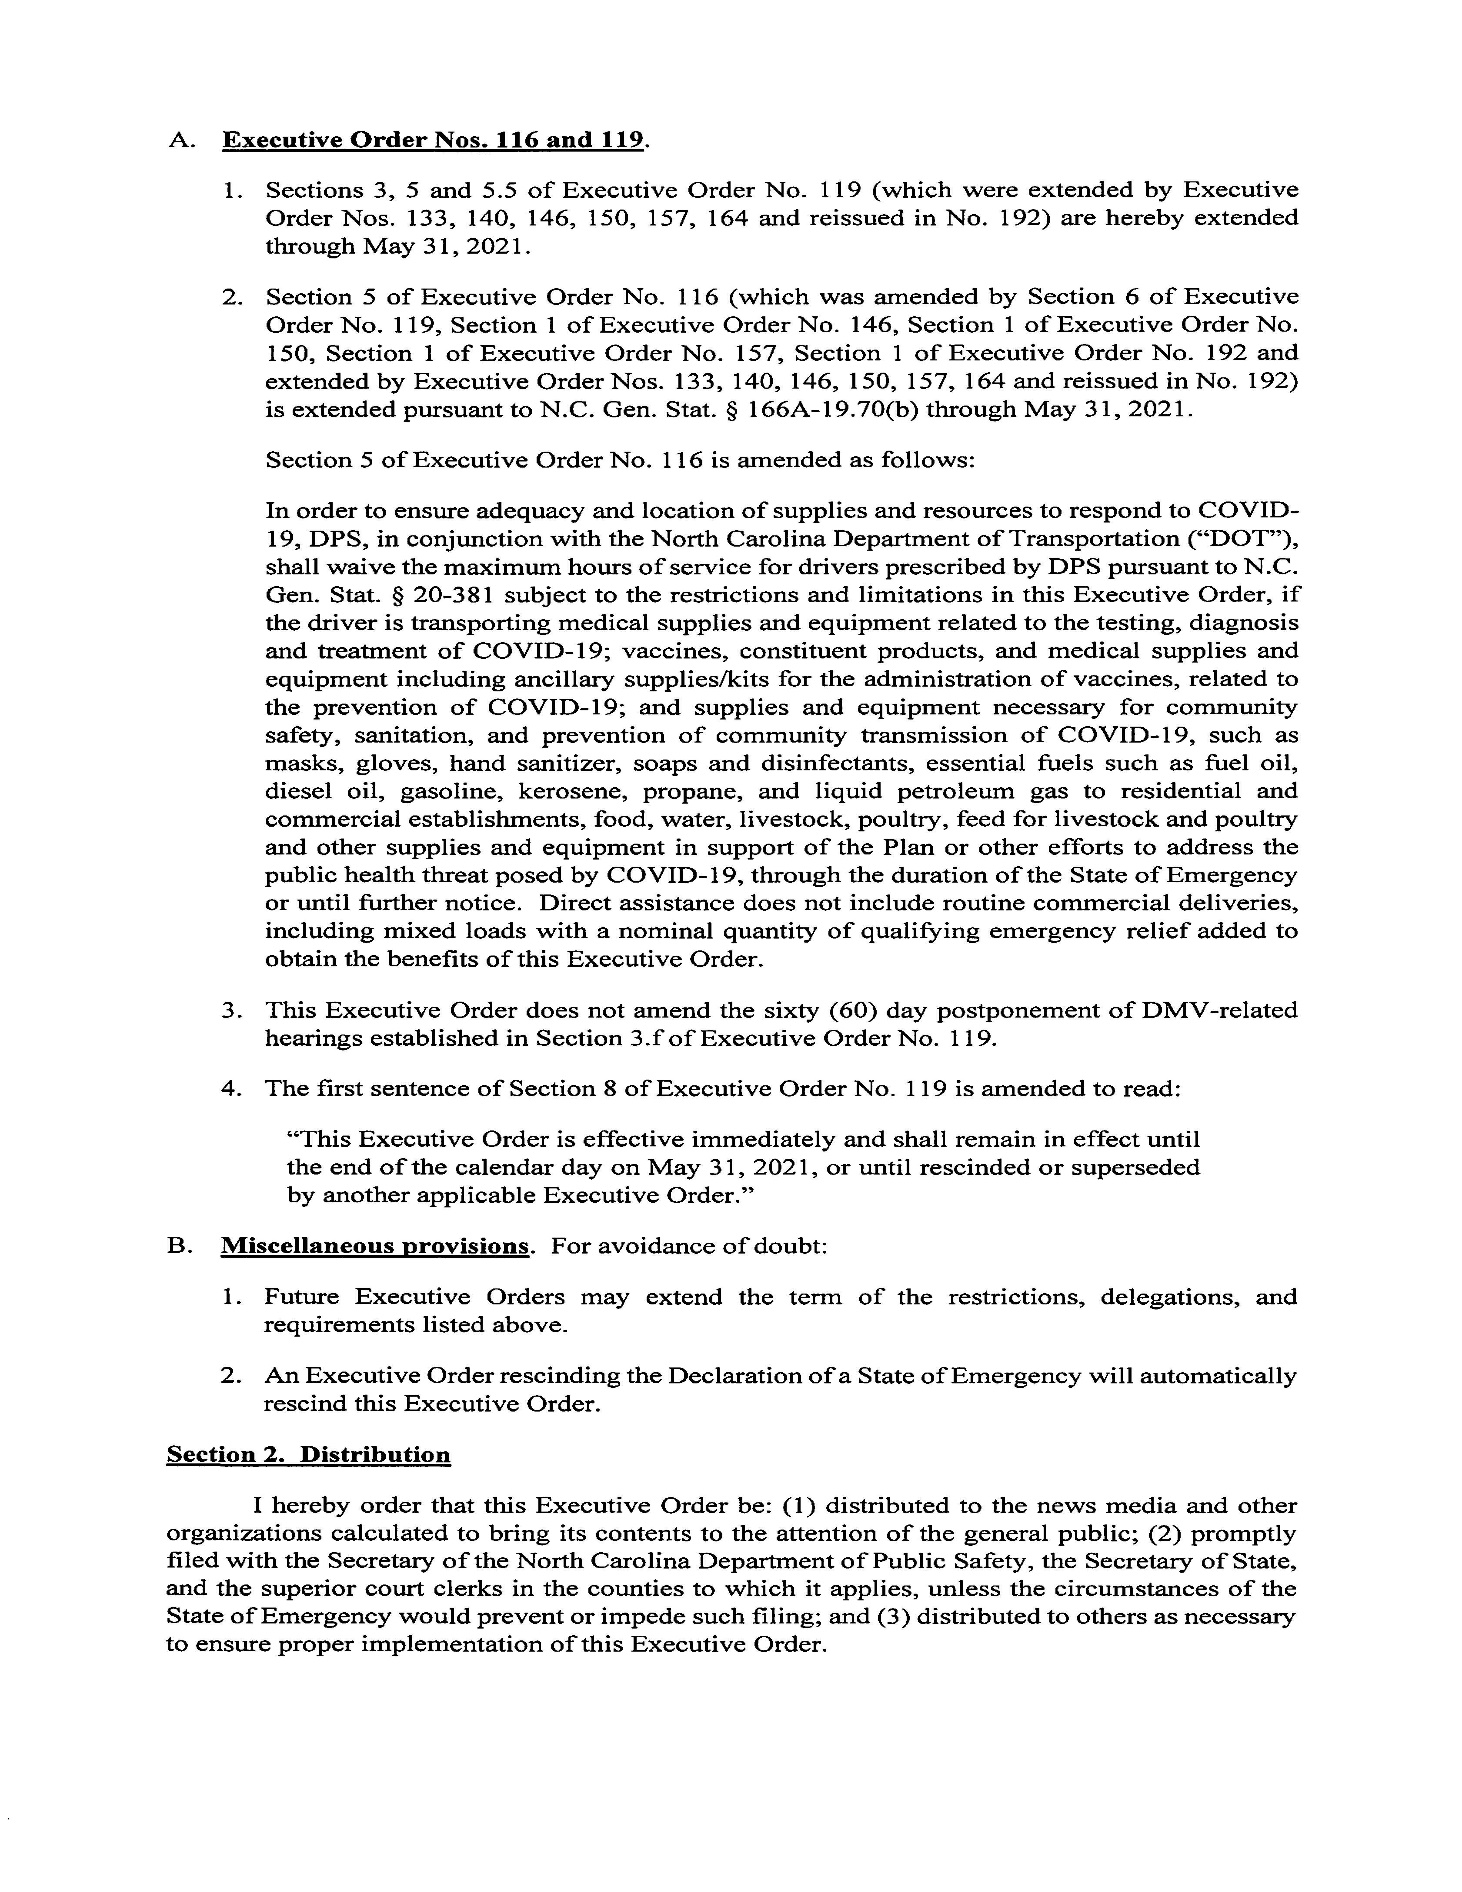 A. Executive Order Nos. 116 and 119.
1. Sections 3, 5 and 5.5 of Executive Order No. 119 (which were extended by Executive
Order Nos. 133, 140, 146, 150, 157, 164 and reissued in No. 192) are hereby extended
through May 31, 2021.
2. Section 5 of Executive Order No. 116 (which was amended by Section 6 of Executive
Order No. 119, Section 1 of Executive Order No. 146, Section 1 of Executive Order No.
150, Section 1 of Executive Order No. 157, Section 1 of Executive Order No. 192 and
extended by Executive Order Nos. 133, 140, 146, 150, 157, 164 and reissued in No. 192)
is extended pursuant to N.C. Gen. Stat. § 166A-19.70(b) through May 31, 2021.
Section 5 of Executive Order No. 116 is amended as follows:
In order to ensure adequacy and location of supplies and resources to respond to COVID-
19, DPS, in conjunction with the North Carolina Department of Transportation (“DOT”),
shall waive the maximum hours of service for drivers prescribed by DPS pursuant to N.C.
Gen. Stat. § 20-381 subject to the restrictions and limitations in this Executive Order, if
the driver is transporting medical supplies and equipment related to the testing, diagnosis
and treatment of COVID-19; vaccines, constituent products, and medical supplies and
equipment including ancillary supplies/kits for the administration of vaccines, related to
the prevention of COVID-19; and supplies and equipment necessary for community
safety, sanitation, and prevention of community transmission of COVID-19, such as
masks, gloves, hand sanitizer, soaps and disinfectants, essential fuels such as fuel oil,
diesel oil, gasoline, kerosene, propane, and liquid petroleum gas to residential and
commercial establishments, food, water, livestock, poultry, feed for livestock and poultry
and other supplies and equipment in support of the Plan or other efforts to address the
public health threat posed by COVID-19, through the duration of the State of Emergency
or until further notice. Direct assistance does not include routine commercial deliveries,
including mixed loads with a nominal quantity of qualifying emergency relief added to
obtain the benefits of this Executive Order.
3. This Executive Order does not amend the sixty (60) day postponement of DMV-related
hearings established in Section 3.f of Executive Order No. 119.
4. The first sentence of Section 8 of Executive Order No. 119 is amended to read:
“This Executive Order is effective immediately and shall remain in effect until
the end of the calendar day on May 31, 2021, or until rescinded or superseded
by another applicable Executive Order.”
B. Miscellaneous provisions. For avoidance of doubt:
1. Future Executive Orders may extend the term of the restrictions, delegations, and
requirements listed above.
2. An Executive Order rescinding the Declaration of a State of Emergency will automatically
rescind this Executive Order.
Section 2. Distribution
I hereby order that this Executive Order be: (1) distributed to the news media and other
organizations calculated to bring its contents to the attention of the general public; (2) promptly
filed with the Secretary of the North Carolina Department of Public Safety, the Secretary of State,
and the superior court clerks in the counties to which it applies, unless the circumstances of the
State of Emergency would prevent or impede such filing; and (3) distributed to others as necessary
to ensure proper implementation of this Executive Order.